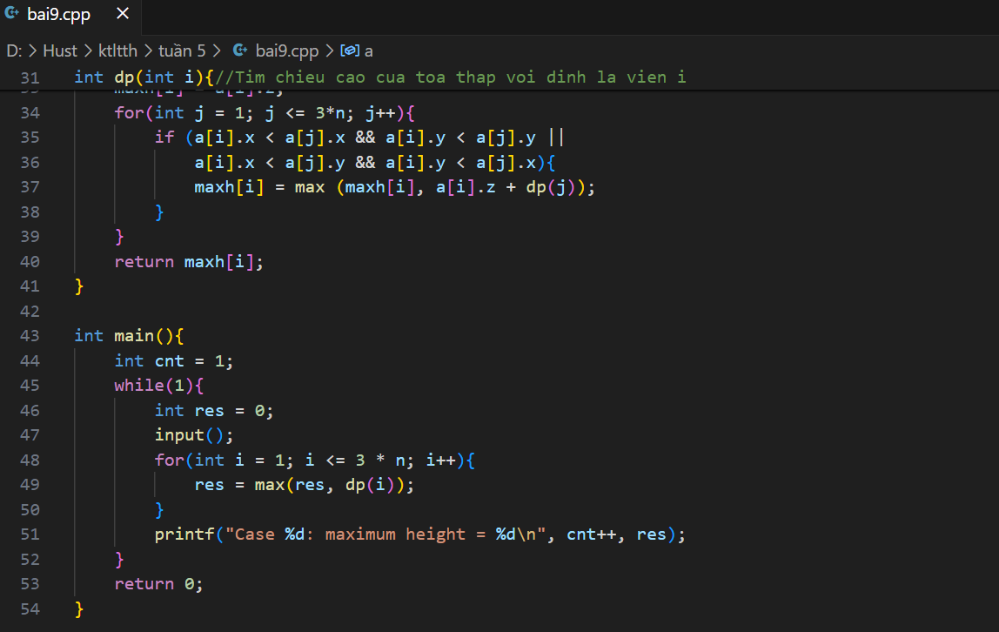 bai9.cpp
D: > Hust > ktltth > tuần 5 > bai9.cpp > a
31 int dp(int i){//Tim chieu cao cua toa thap voi dinh la vien i
34 for(int j = 1; j <= 3*n; j++){
35 if (a[i].x < a[j].x && a[i].y < a[j].y ||
36 a[i].x < a[j].y && a[i].y < a[j].x){
37 maxh[i] = max (maxh[i], a[i].z + dp(j));
38 }
39 }
40 return maxh[i];
41 }
42
43 int main(){
44 int cnt = 1;
45 while(1){
46 int res = 0;
47 input();
48 for(int i = 1; i <= 3 * n; i++){
49 res = max(res, dp(i));
50 }
51 printf("Case %d: maximum height = %d\n", cnt++, res);
52 }
53 return 0;
54 }